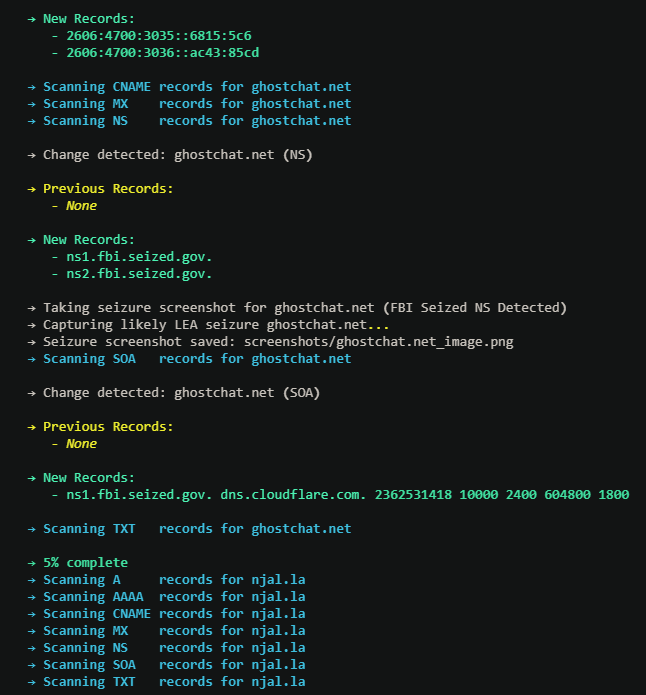 → New Records:
- 2606:4700:3035::6815:5c6
- 2606:4700:3036::ac43:85cd
→ Scanning CNAME records for ghostchat.net
→ Scanning MX records for ghostchat.net
→ Scanning NS records for ghostchat.net
→ Change detected: ghostchat.net (NS)
→ Previous Records:
- None
→ New Records:
- ns1.fbi.seized.gov.
- ns2.fbi.seized.gov.
→ Taking seizure screenshot for ghostchat.net (FBI Seized NS Detected)
→ Capturing likely LEA seizure ghostchat.net...
→ Seizure screenshot saved: screenshots/ghostchat.net_image.png
→ Scanning SOA records for ghostchat.net
→ Change detected: ghostchat.net (SOA)
→ Previous Records:
- None
→ New Records:
- ns1.fbi.seized.gov. dns.cloudflare.com. 2362531418 10000 2400 604800 1800
→ Scanning TXT records for ghostchat.net
→ 5% complete
→ Scanning A records for njal.la
→ Scanning AAAA records for njal.la
→ Scanning CNAME records for njal.la
→ Scanning MX records for njal.la
→ Scanning NS records for njal.la
→ Scanning SOA records for njal.la
→ Scanning TXT records for njal.la